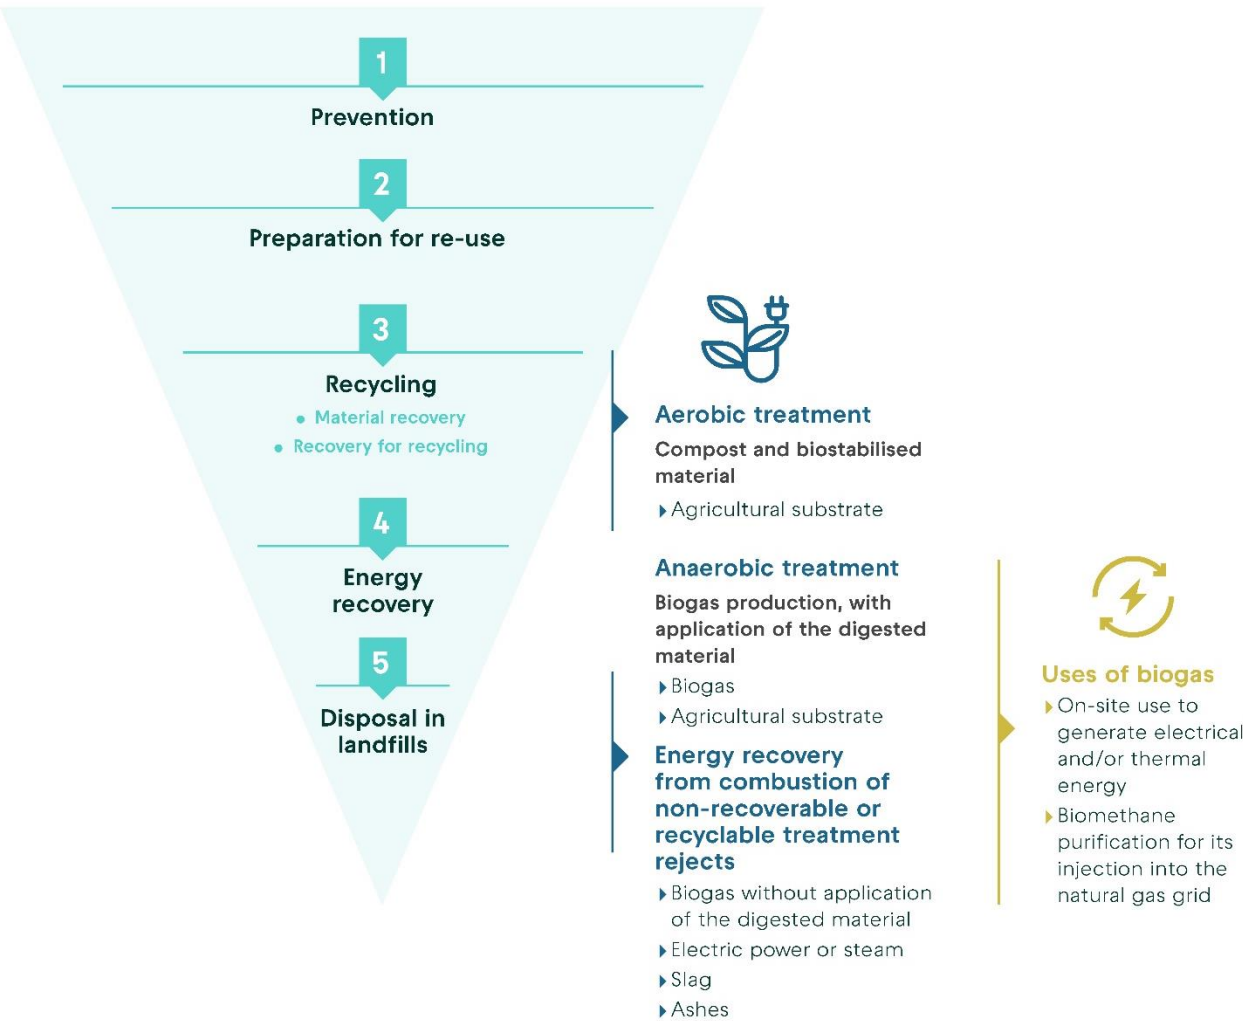 1
Prevention
2
Preparation for re-use
3
Recycling
• Material recovery
• Recovery for recycling
4
Energy
recovery
5
Disposal in
landfills
Aerobic treatment
Compost and biostabilised
material
Agricultural substrate
Anaerobic treatment
Biogas production, with
application of the digested
material
Biogas
Agricultural substrate
Energy recovery
from combustion of
non-recoverable or
recyclable treatment
rejects
Biogas without application
of the digested material
Electric power or steam
Slag
Ashes
Uses of biogas
On-site use to
generate electrical
and/or thermal
energy
Biomethane
purification for its
injection into the
natural gas grid